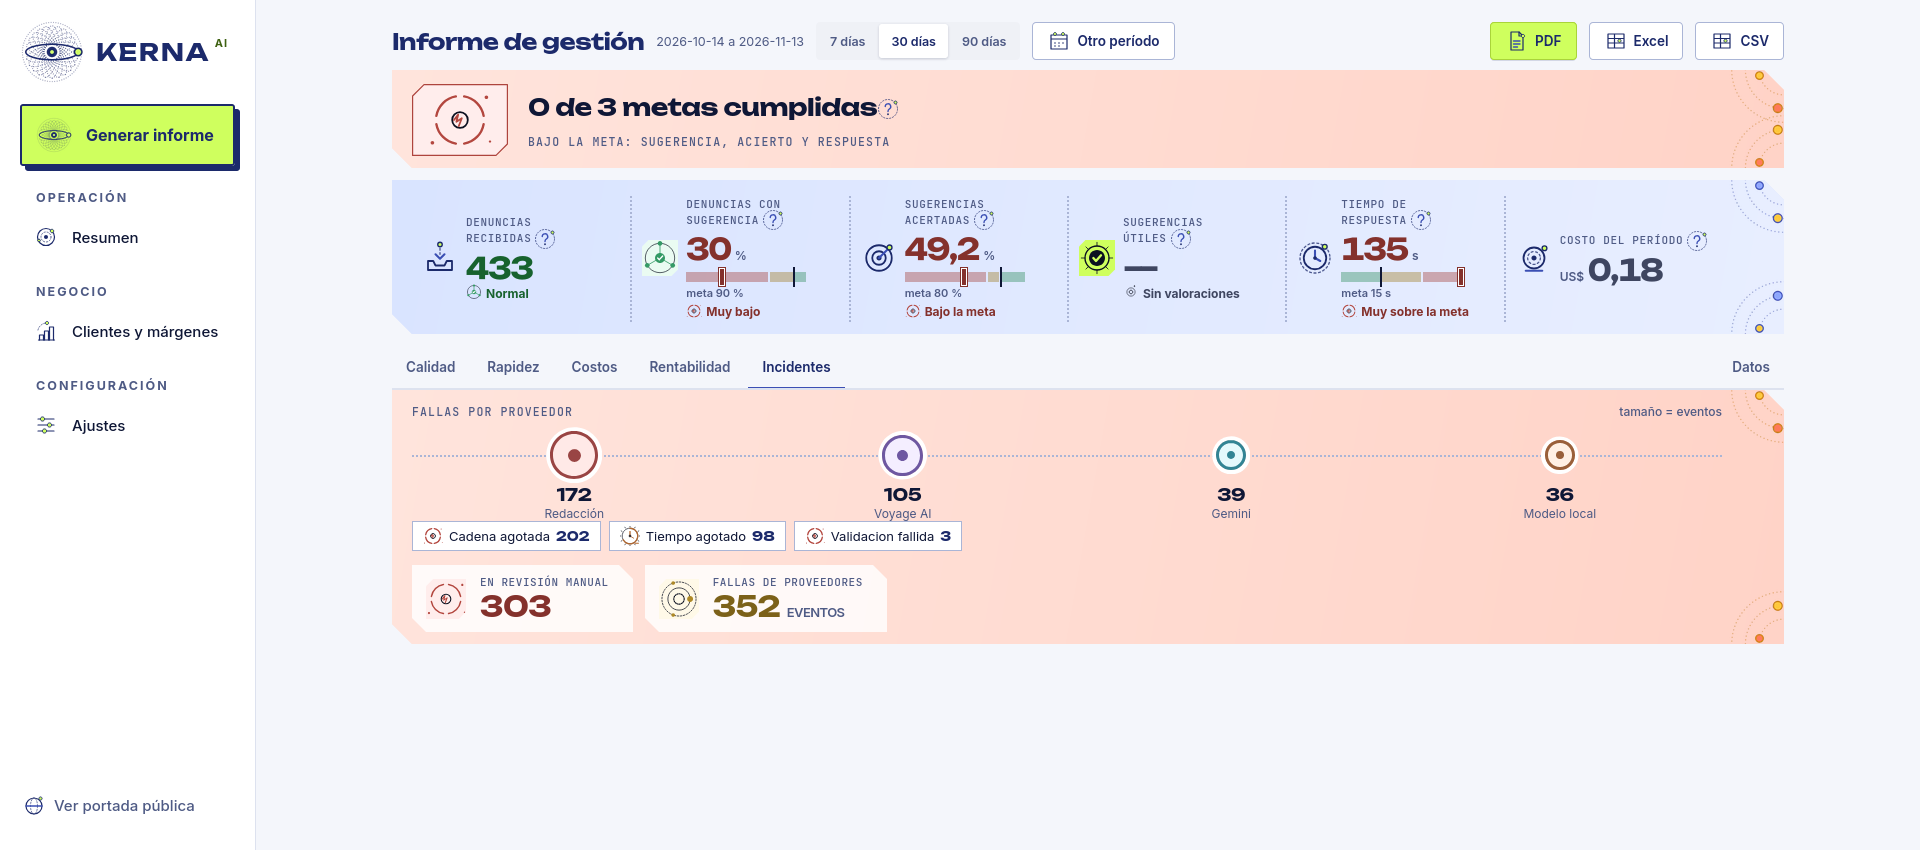 KERNA AI
Generar informe
OPERACIÓN
Resumen
NEGOCIO
Clientes y márgenes
CONFIGURACIÓN
Ajustes
Ver portada pública
Informe de gestión 2026-10-14 a 2026-11-13 7 días 30 días 90 días Otro período PDF Excel CSV
0 de 3 metas cumplidas ?
BAJO LA META: SUGERENCIA, ACIERTO Y RESPUESTA
DENUNCIAS
RECIBIDAS ?
433
Normal
DENUNCIAS CON
SUGERENCIA ?
30 %
meta 90 %
Muy bajo
SUGERENCIAS
ACERTADAS ?
49,2 %
meta 80 %
Bajo la meta
SUGERENCIAS
ÚTILES ?
—
Sin valoraciones
TIEMPO DE
RESPUESTA ?
135 s
meta 15 s
Muy sobre la meta
COSTO DEL PERÍODO ?
US$ 0,18
Calidad Rapidez Costos Rentabilidad Incidentes Datos
FALLAS POR PROVEEDOR tamaño = eventos
172 105 39 36
Redacción Voyage AI Gemini Modelo local
Cadena agotada 202 Tiempo agotado 98 Validacion fallida 3
EN REVISIÓN MANUAL
303
FALLAS DE PROVEEDORES
352 EVENTOS